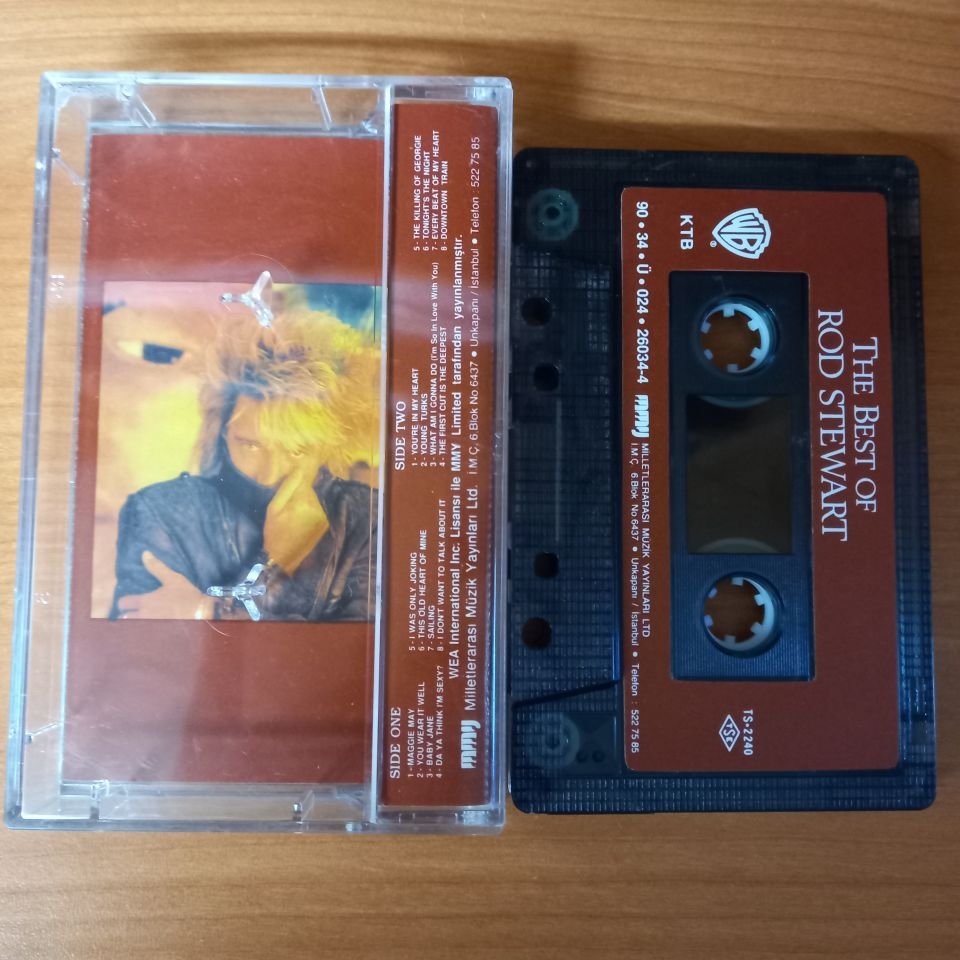 SIDE ONE
1 - MAGGIE MAY
2 - YOU WEAR IT WELL
3 - BABY JANE
4 - DA YA THINK I'M SEXY?
5 - I WAS ONLY JOKING
6 - THIS OLD HEART OF MINE
7 - SAILING
8 - I DON'T WANT TO TALK ABOUT IT
SIDE TWO
1 - YOU'RE IN MY HEART
2 - YOUNG TURKS
3 - WHAT AM I GONNA DO (I'm So In Love With You)
4 - THE FIRST CUT IS THE DEEPEST
5 - THE KILLING OF GEORGIE
6 - TONIGHT'S THE NIGHT
7 - EVERY BEAT OF MY HEART
8 - DOWNTOWN TRAIN
WEA International Inc. Lisansı ile MMY Limited tarafından yayınlanmıştır.
mmy Milletlerarası Müzik Yayınları Ltd. İ M Ç. 6 Blok No 6437 • Unkapanı / İstanbul • Telefon : 522 75 85
THE BEST OF
ROD STEWART
WB ®
KTB
90 • 34 • Ü • 024 • 26034-4 mmy MİLLETLERARASI MÜZİK YAYINLARI LTD
İ M Ç. 6 Blok No 6437 • Unkapanı / İstanbul • Telefon : 522 75 85
TS•2240
TSE